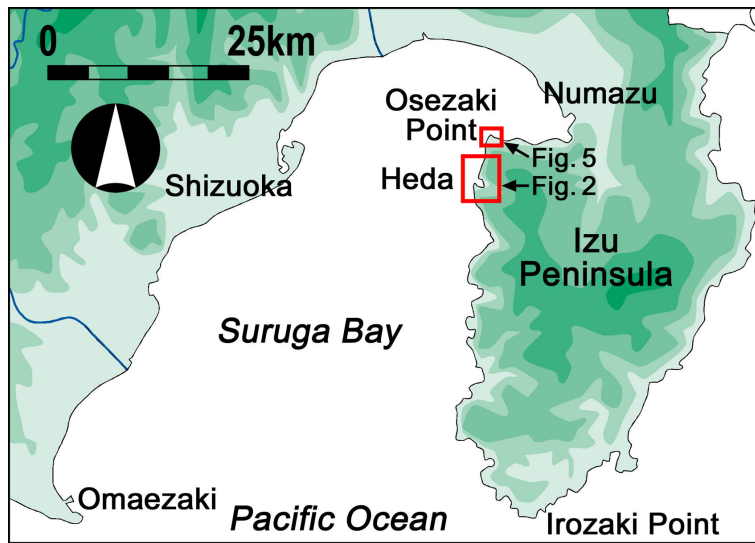 0 25km
Osezaki
Point
Numazu
Fig. 5
Heda
Fig. 2
Shizuoka
Izu
Peninsula
Suruga Bay
Omaezaki
Pacific Ocean
Irozaki Point